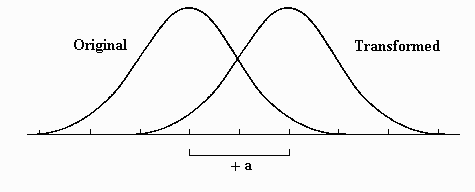 Original
Transformed
+ a